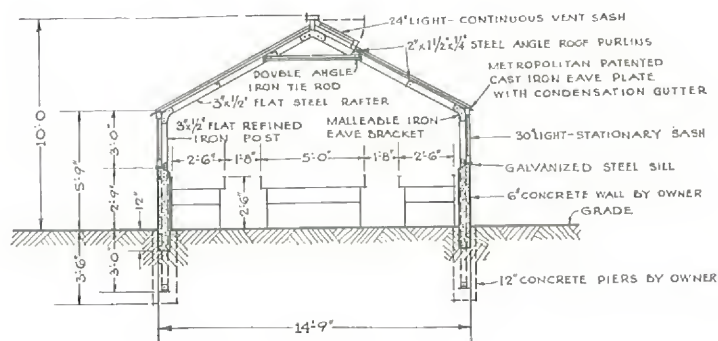 24"LIGHT-CONTINUOUS VENT SASH
2"x1½"x¼" STEEL ANGLE ROOF PURLINS
METROPOLITAN PATENTED
CAST IRON EAVE PLATE
WITH CONDENSATION GUTTER
DOUBLE ANGLE
IRON TIE ROD
3"x½" FLAT STEEL RAFTER
3"x½" FLAT REFINED
IRON POST
MALLEABLE IRON
EAVE BRACKET
30"LIGHT-STATIONARY SASH
GALVANIZED STEEL SILL
6"CONCRETE WALL BY OWNER
GRADE
12"CONCRETE PIERS BY OWNER
10'-0"
5'-9"
3'-0"
2'-9"
12"
3'-6"
3'-0"
2'-6"
1'-8"
5'-0"
1'-8"
2'-6"
2'-6"
14'-9"